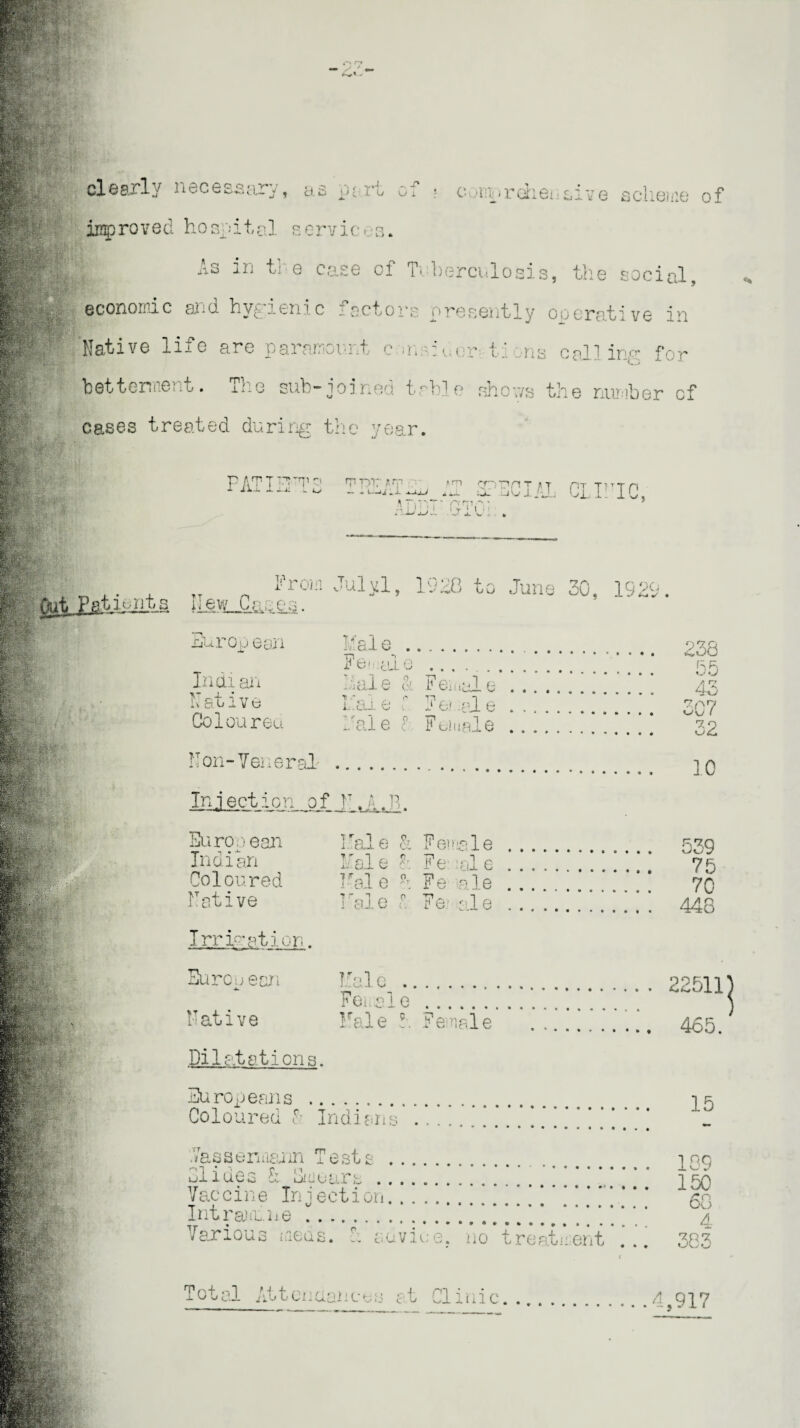 clearly necessary, as part of a comprehensive scheme of
improved hospital services.
As in the case of Tuberculosis, the social,
economic and hygienic factors presently operative in
Native life are paramount considerations calling for
betterment. The sub-joined table shows the number of
cases treated during the year.
PATIENTS TREATED AT SPECIAL CLINIC,
ADDINGTON.
From July1, 1928 to June 30, 1929.
Out Patients New Cases.
European Male .......... 238
Female .......... 55
Indian Male & Female .......... 43
Native Male & Female .......... 307
Coloured Male & Female .......... 32
Non-Veneral .......... 10
Injection of N.A.B.
European Male & Female .......... 539
Indian Male & Female .......... 75
Coloured Male & Female .......... 70
Native Male & Female .......... 448
Irrigation.
European Male .......... 22511)
Female ..........
Native Male & Female .......... 465.
Dilatations.
Europeans .......... 15
Coloured & Indians .......... -
Wassermann Tests .......... 189
Slides & Smears .......... 150
Vaccine Injection.......... 68
Intramine .......... 4
Various meds. & advice, no treatment ... 383
Total Attendances at Clinic..........4,917